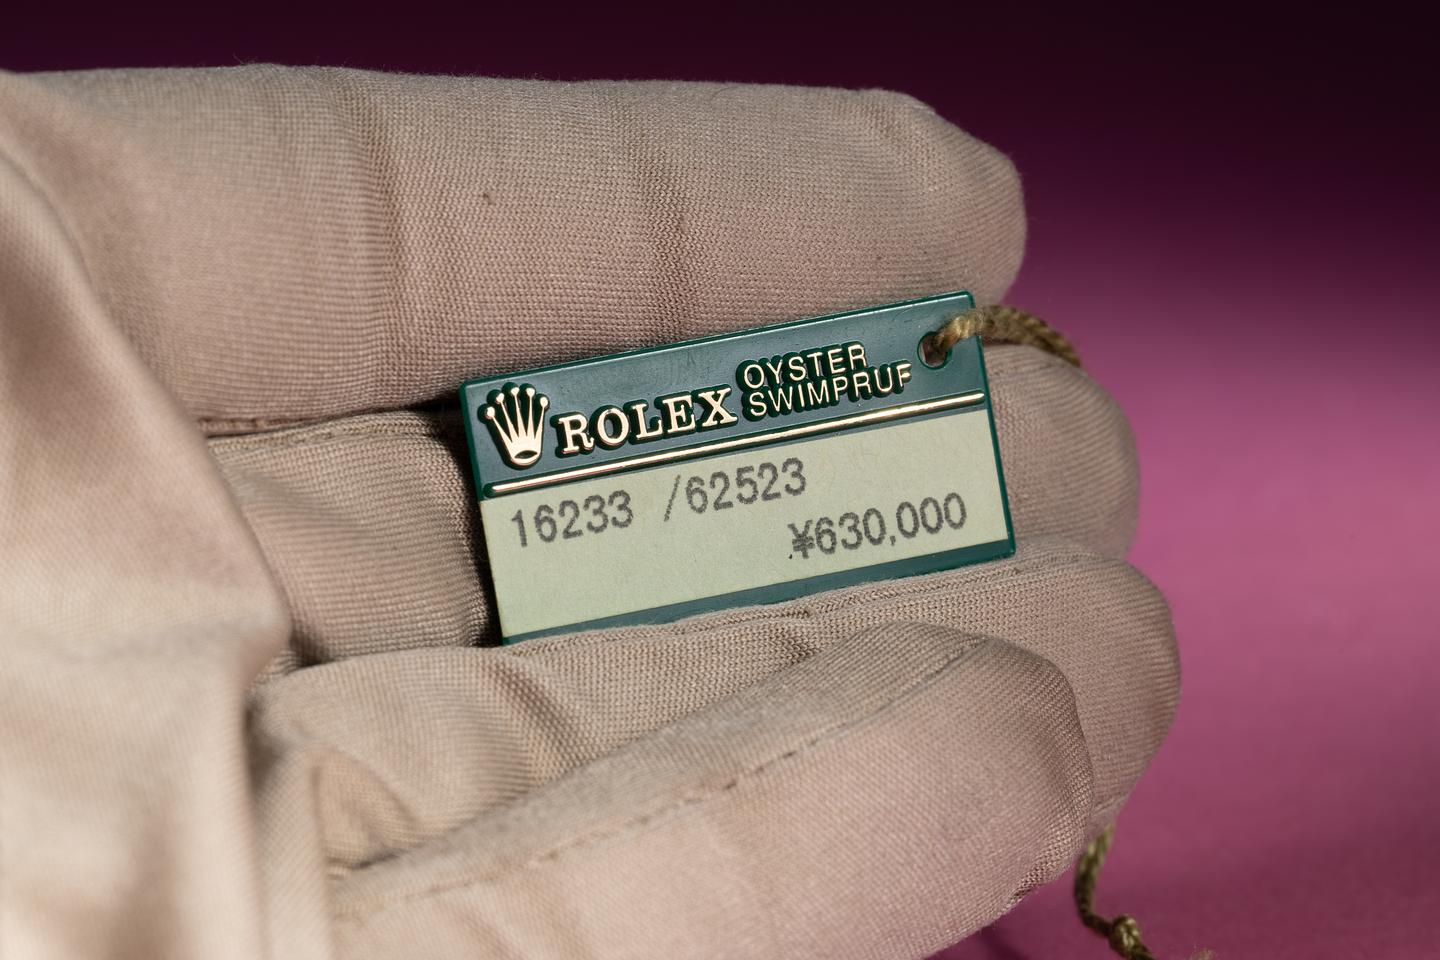 ROLEX OYSTER
SWIMPRUF
16233 /62523
¥630,000